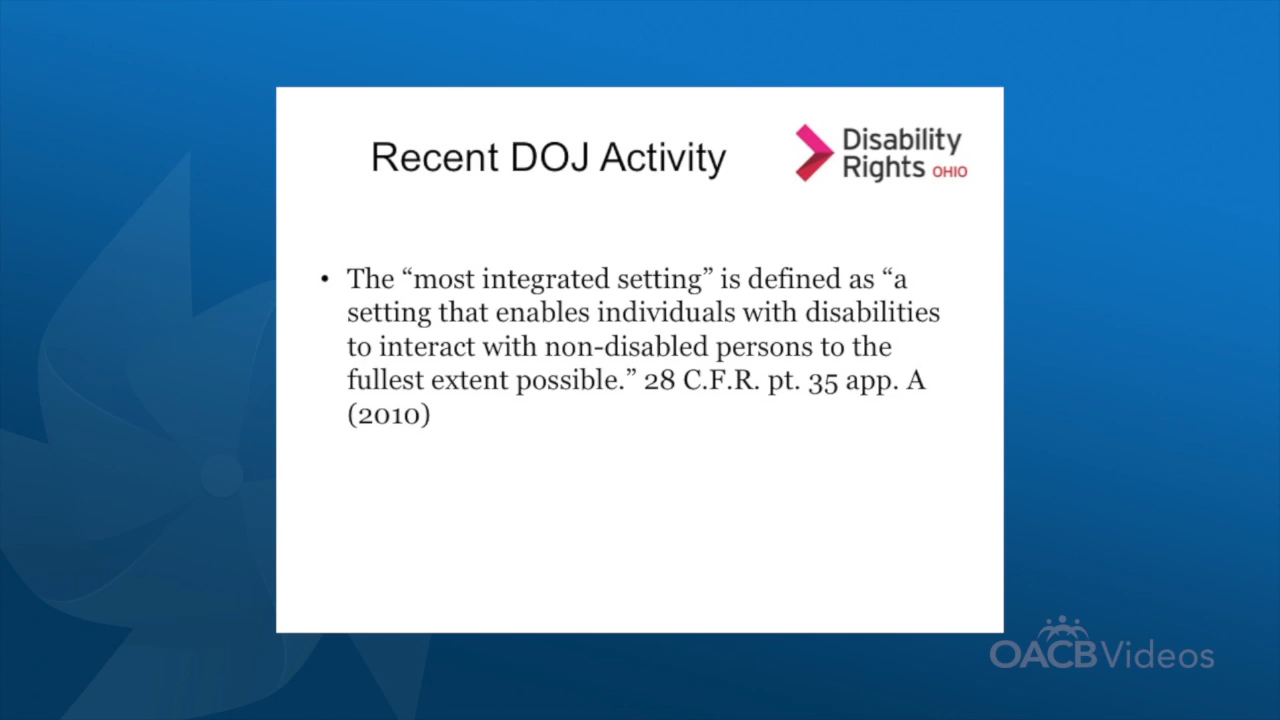 Recent DOJ Activity
Disability
Rights OHIO
• The “most integrated setting” is defined as “a
setting that enables individuals with disabilities
to interact with non-disabled persons to the
fullest extent possible.” 28 C.F.R. pt. 35 app. A
(2010)
OACBVideos